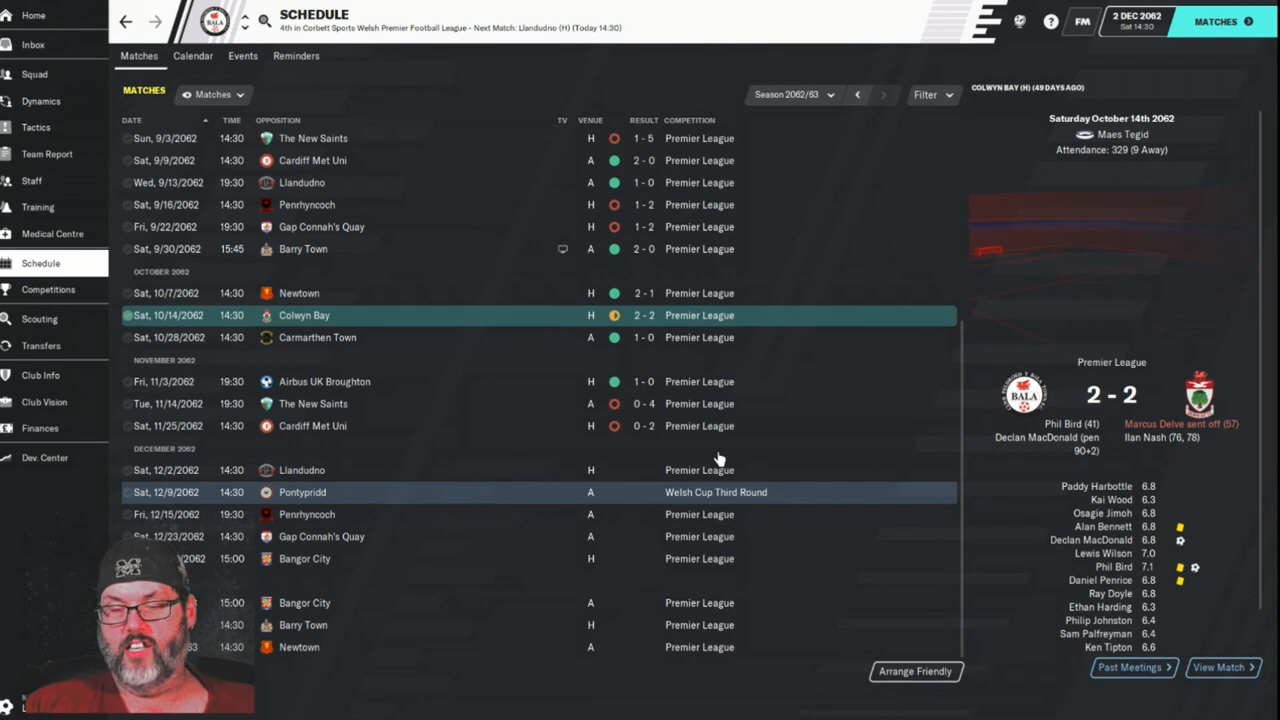 Home
Inbox
Squad
Dynamics
Tactics
Team Report
Staff
Training
Medical Centre
Schedule
Competitions
Scouting
Transfers
Club Info
Club Vision
Finances
Dev. Center
BALA
SCHEDULE
4th in Corbett Sports Welsh Premier Football League - Next Match: Llandudno (H) (Today 14:30)
? FM
2 DEC 2062
Sat 14:30
MATCHES
Matches Calendar Events Reminders
MATCHES Matches Season 2062/63 Filter
DATE TIME OPPOSITION TV VENUE RESULT COMPETITION
Sun, 9/3/2062 14:30 The New Saints H 1 - 5 Premier League
Sat, 9/9/2062 14:30 Cardiff Met Uni A 2 - 0 Premier League
Wed, 9/13/2062 19:30 Llandudno A 1 - 0 Premier League
Sat, 9/16/2062 14:30 Penrhyncoch H 1 - 2 Premier League
Fri, 9/22/2062 19:30 Gap Connah's Quay H 1 - 2 Premier League
Sat, 9/30/2062 15:45 Barry Town A 2 - 0 Premier League
OCTOBER 2062
Sat, 10/7/2062 14:30 Newtown H 2 - 1 Premier League
Sat, 10/14/2062 14:30 Colwyn Bay H 2 - 2 Premier League
Sat, 10/28/2062 14:30 Carmarthen Town A 1 - 0 Premier League
NOVEMBER 2062
Fri, 11/3/2062 19:30 Airbus UK Broughton H 1 - 0 Premier League
Tue, 11/14/2062 19:30 The New Saints A 0 - 4 Premier League
Sat, 11/25/2062 14:30 Cardiff Met Uni H 0 - 2 Premier League
DECEMBER 2062
Sat, 12/2/2062 14:30 Llandudno H Premier League
Sat, 12/9/2062 14:30 Pontypridd A Welsh Cup Third Round
Fri, 12/15/2062 19:30 Penrhyncoch A Premier League
Sat, 12/23/2062 14:30 Gap Connah's Quay A Premier League
2062 15:00 Bangor City H Premier League
15:00 Bangor City A Premier League
14:30 Barry Town H Premier League
63 14:30 Newtown A Premier League
Arrange Friendly
COLWYN BAY (H) (49 DAYS AGO)
Saturday October 14th 2062
Maes Tegid
Attendance: 329 (9 Away)
Premier League
BALA 2 - 2
Phil Bird (41) Marcus Delve sent off (57)
Declan MacDonald (pen 90+2) Ilan Nash (76, 78)
Paddy Harbottle 6.8
Kai Wood 6.3
Osagie Jimoh 6.8
Alan Bennett 6.8
Declan MacDonald 6.8
Lewis Wilson 7.0
Phil Bird 7.1
Daniel Penrice 6.8
Ray Doyle 6.8
Ethan Harding 6.3
Philip Johnston 6.4
Sam Palfreyman 6.4
Ken Tipton 6.6
Past Meetings View Match